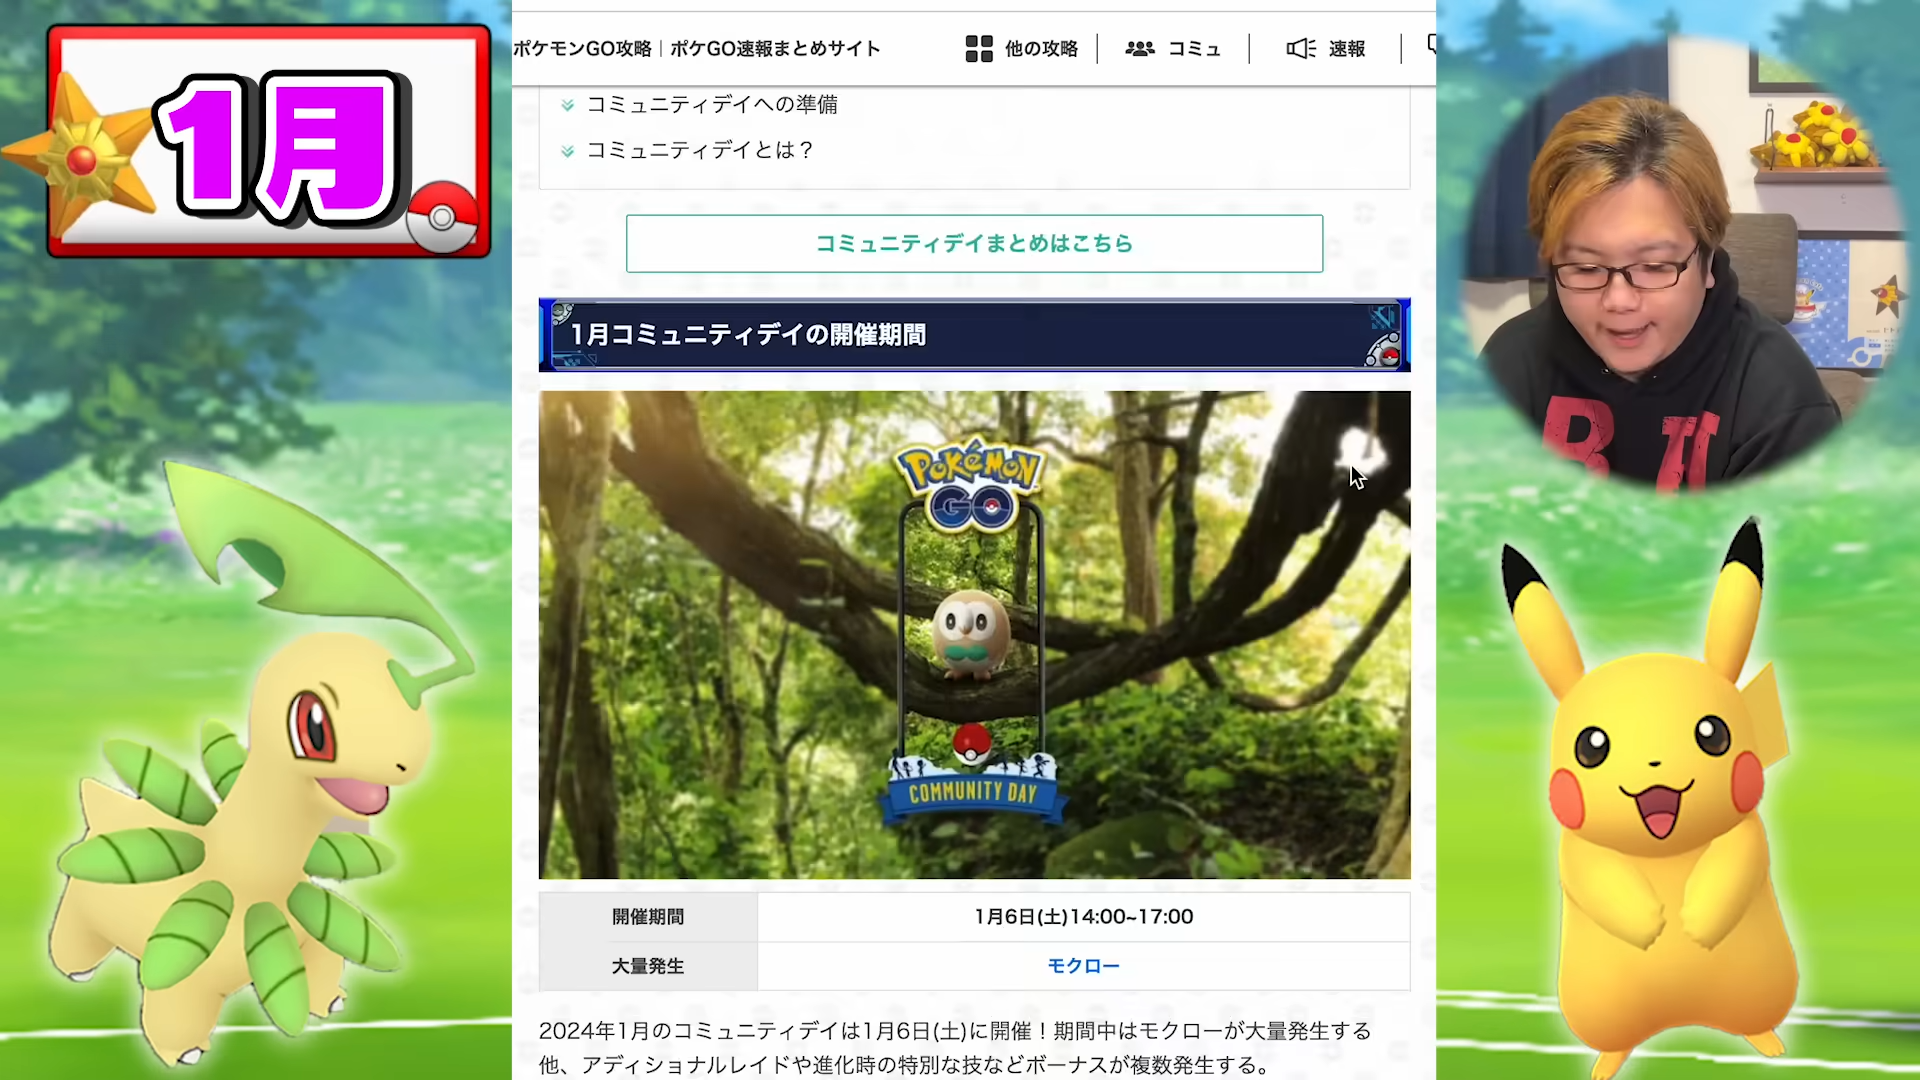 1月
ポケモンGO攻略｜ポケGO速報まとめサイト
他の攻略
コミュ
速報
コミュニティデイへの準備
コミュニティデイとは？
コミュニティデイまとめはこちら
1月コミュニティデイの開催期間
POKÉMON
GO
COMMUNITY DAY
開催期間
1月6日(土)14:00~17:00
大量発生
モクロー
2024年1月のコミュニティデイは1月6日(土)に開催！期間中はモクローが大量発生する
他、アディショナルレイドや進化時の特別な技などボーナスが複数発生する。